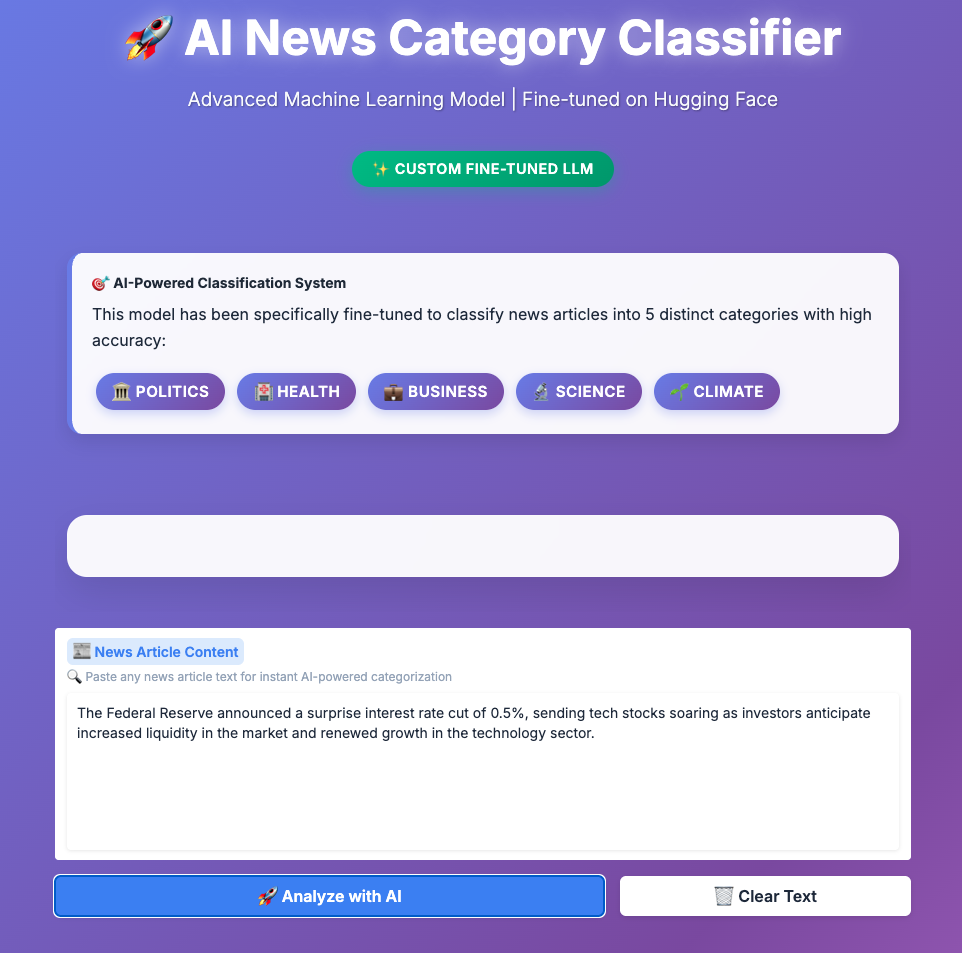 🚀 AI News Category Classifier
Advanced Machine Learning Model | Fine-tuned on Hugging Face
✨ CUSTOM FINE-TUNED LLM
🎯 AI-Powered Classification System
This model has been specifically fine-tuned to classify news articles into 5 distinct categories with high
accuracy:
🏛️ POLITICS 🏥 HEALTH 💼 BUSINESS 🔬 SCIENCE 🌱 CLIMATE
📰 News Article Content
🔍 Paste any news article text for instant AI-powered categorization
The Federal Reserve announced a surprise interest rate cut of 0.5%, sending tech stocks soaring as investors anticipate
increased liquidity in the market and renewed growth in the technology sector.
🚀 Analyze with AI 🗑️ Clear Text